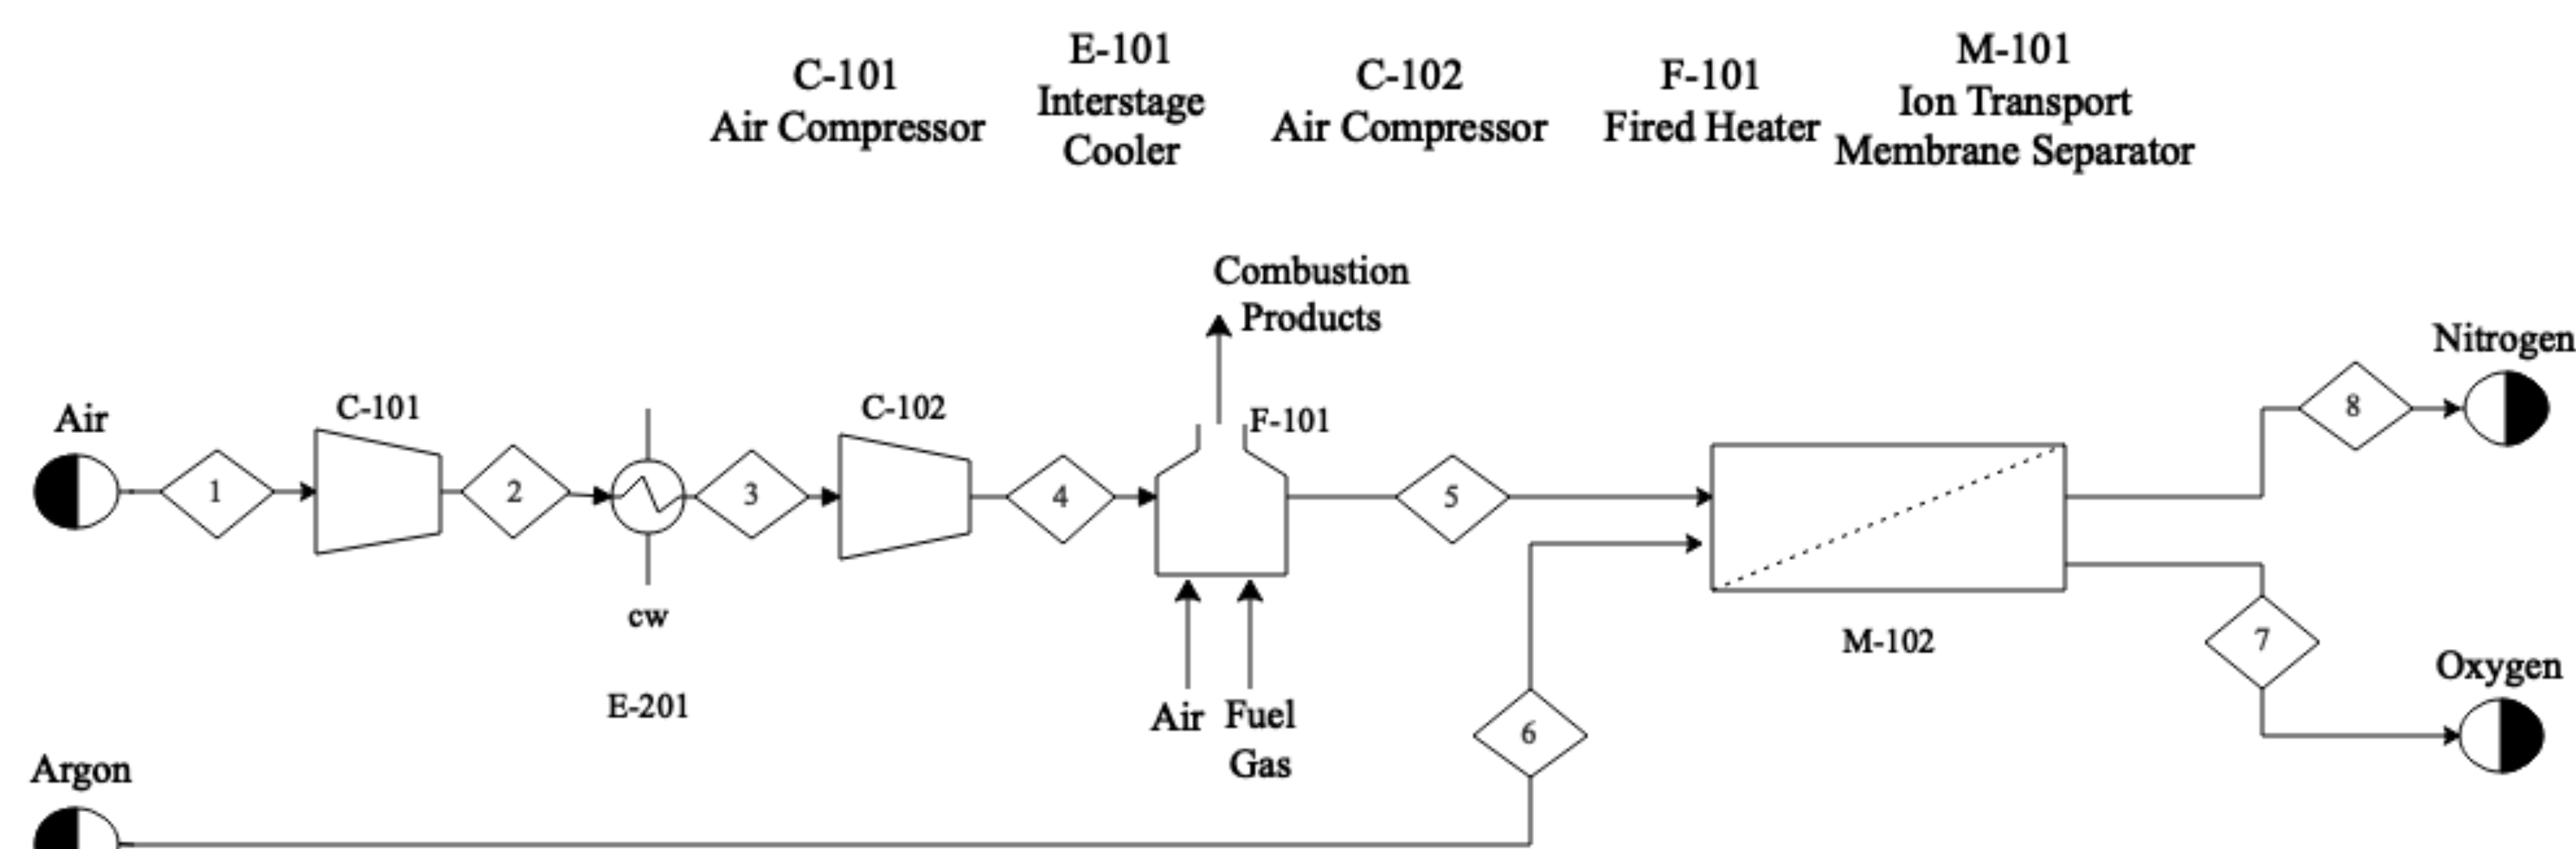 C-101
Air Compressor
E-101
Interstage
Cooler
C-102
Air Compressor
F-101
Fired Heater
M-101
Ion Transport
Membrane Separator
Combustion
Products
Nitrogen
Air
C-101
C-102
F-101
8
1
2
3
4
5
cw
M-102
7
E-201
Air
Fuel
Gas
6
Oxygen
Argon